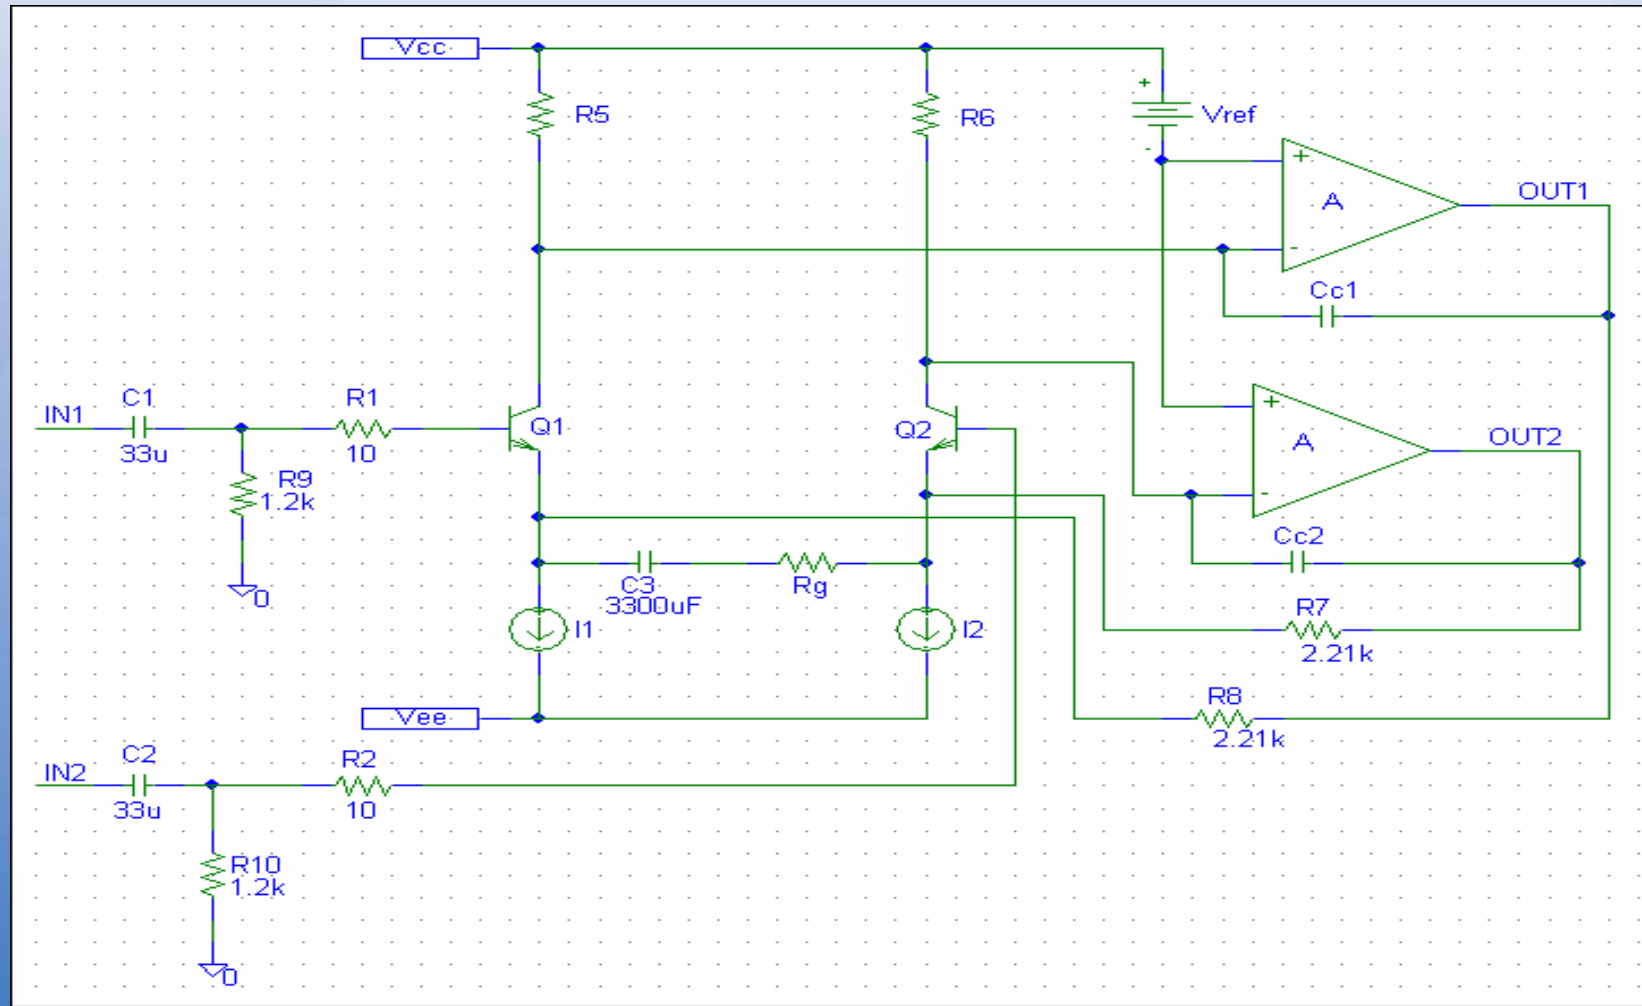 Vcc
R5
R6
+
Vref
-
+
A
OUT1
-
Cc1
C1
R1
IN1
Q1
Q2
+
A
OUT2
33u
10
R9
1.2k
-
Cc2
0
C3
3300uF
Rg
I1
I2
R7
2.21k
R8
2.21k
Vee
C2
R2
IN2
33u
10
R10
1.2k
0